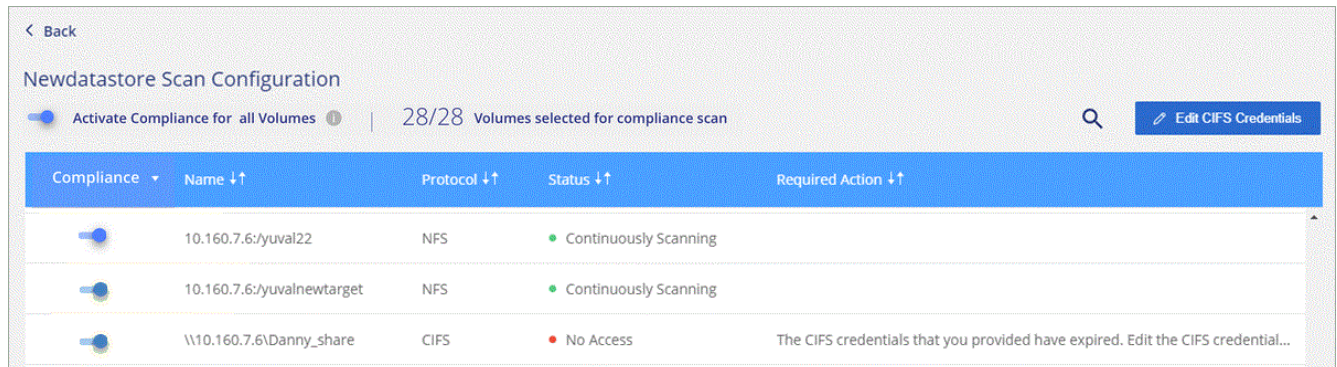 Back
Newdatastore Scan Configuration
Activate Compliance for all Volumes i | 28/28 Volumes selected for compliance scan Edit CIFS Credentials
Compliance Name Protocol Status Required Action
10.160.7.6:/yuval22 NFS Continuously Scanning
10.160.7.6:/yuvalnewtarget NFS Continuously Scanning
\\10.160.7.6\Danny_share CIFS No Access The CIFS credentials that you provided have expired. Edit the CIFS credential...